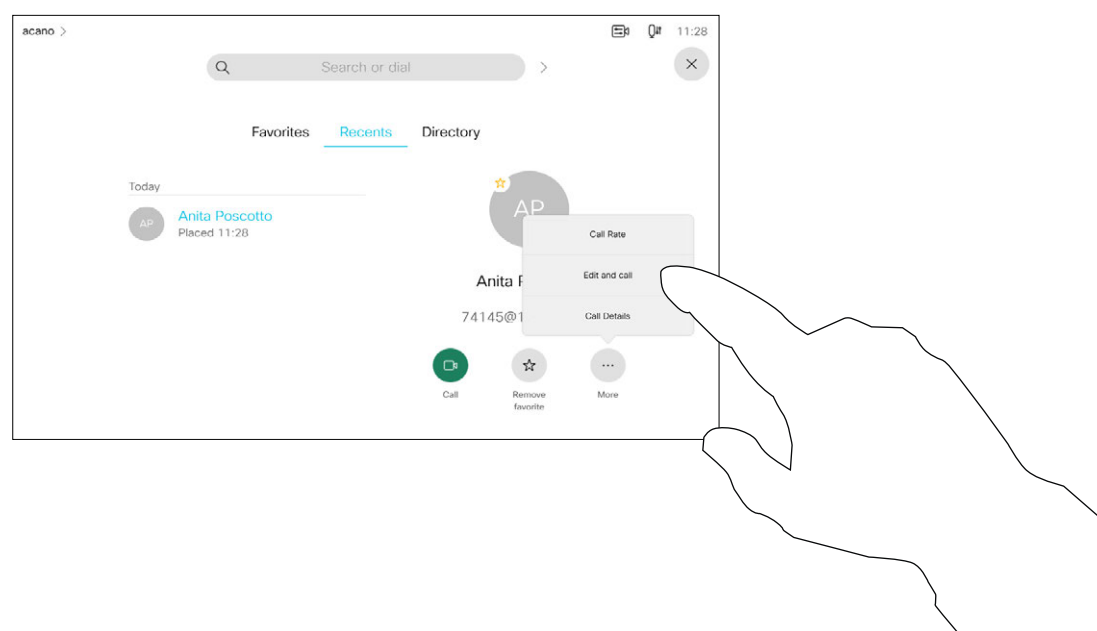 acano >
11:28
Search or dial >
Favorites Recents Directory
Today
AP
Anita Poscotto
Placed 11:28
AP
Anita
74145@1
Call Rate
Edit and call
Call Details
Call
Remove
favorite
More